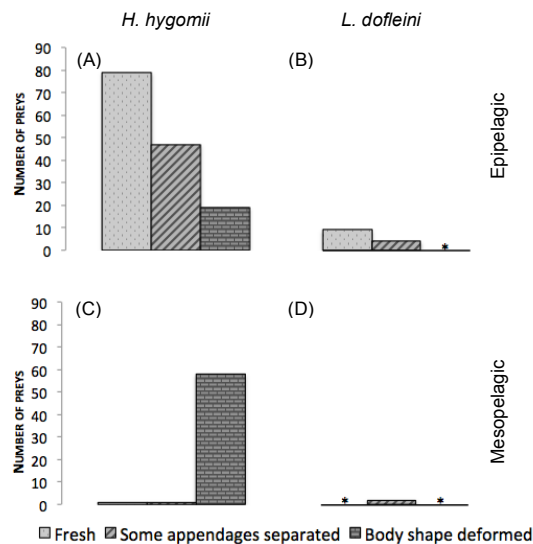 H. hygomii L. dofleini
(A) (B)
NUMBER OF PREYS
90
80
70
60
50
40
30
20
10
0
*
Epipelagic
(C) (D)
NUMBER OF PREYS
90
80
70
60
50
40
30
20
10
0
* *
Mesopelagic
Fresh Some appendages separated Body shape deformed